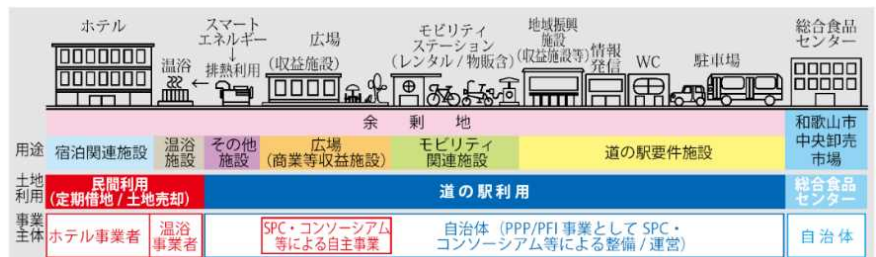 ホテル
温浴
スマート
エネルギー
↓
← 排熱利用
広場
(収益施設)
モビリティ
ステーション
(レンタル/物販含)
地域振興
施設
(収益施設等)
情報
発信
WC
駐車場
総合食品
センター
余剰地
和歌山市
中央卸売
市場
用途
宿泊関連施設
温浴
施設
その他
施設
広場
(商業等収益施設)
モビリティ
関連施設
道の駅要件施設
土地
利用
民間利用
(定期借地/土地売却)
道の駅利用
総合食品
センター
事業
主体
ホテル事業者
温浴
事業者
SPC・コンソーシアム
等による自主事業
自治体(PPP/PFI事業としてSPC・
コンソーシアム等による整備/運営)
自治体